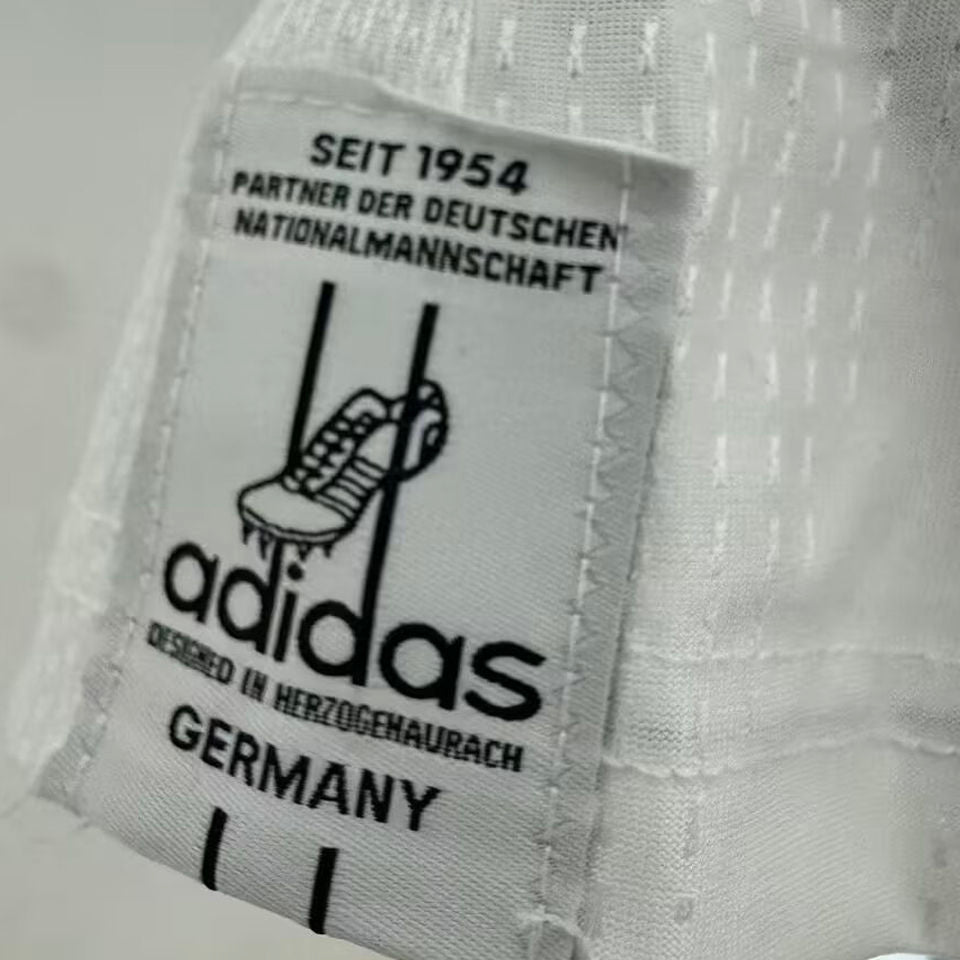 SEIT 1954
PARTNER DER DEUTSCHEN
NATIONALMANNSCHAFT
adidas
DESIGNED IN HERZOGENAURACH
GERMANY